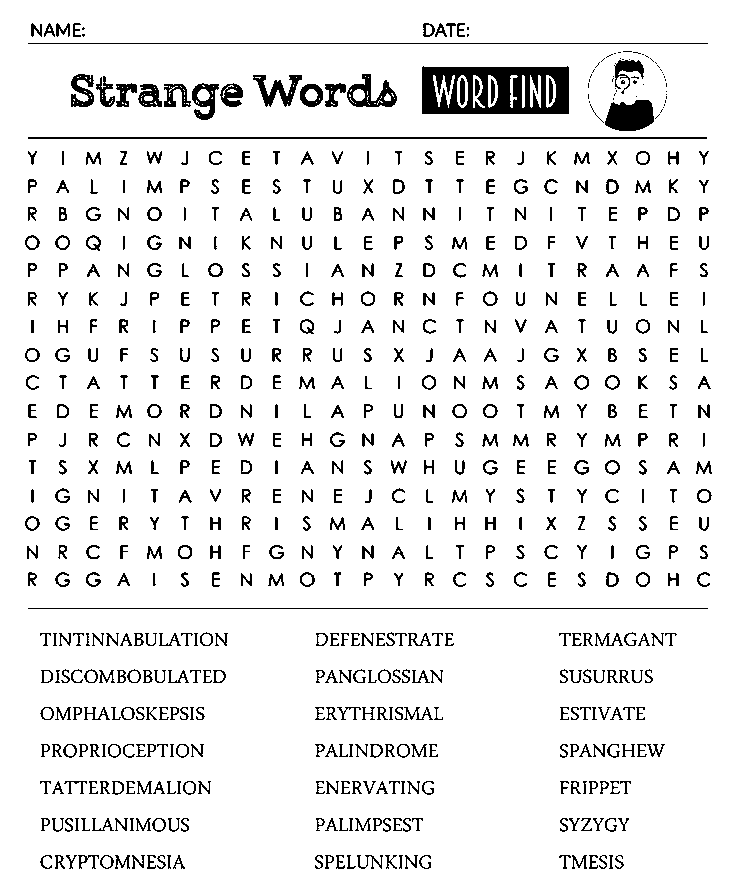 NAME: DATE:
Strange Words WORD FIND
Y I M Z W J C E T A V I T S E R J K M X O H Y
P A L I M P S E S T U X D T T E G C N D M K Y
R B G N O I T A L U B A N N I T N I T E P D P
O O Q I G N I K N U L E P S M E D F V T H E U
P P A N G L O S S I A N Z D C M I T R A A F S
R Y K J P E T R I C H O R N F O U N E L L E I
I H F R I P P E T Q J A N C T N V A T U O N L
O G U F S U S U R R U S X J A A J G X B S E L
C T A T T E R D E M A L I O N M S A O O K S A
E D E M O R D N I L A P U N O O T M Y B E T N
P J R C N X D W E H G N A P S M M R Y M P R I
T S X M L P E D I A N S W H U G E E G O S A M
I G N I T A V R E N E J C L M Y S T Y C I T O
O G E R Y T H R I S M A L I H H I X Z S S E U
N R C F M O H F G N Y N A L T P S C Y I G P S
R G G A I S E N M O T P Y R C S C E S D O H C
TINTINNABULATION DEFENESTRATE TERMAGANT
DISCOMBOBULATED PANGLOSSIAN SUSURRUS
OMPHALOSKEPSIS ERYTHRISMAL ESTIVATE
PROPRIOCEPTION PALINDROME SPANGHEW
TATTERDEMALION ENERVATING FRIPPET
PUSILLANIMOUS PALIMPSEST SYZYGY
CRYPTOMNESIA SPELUNKING TMESIS